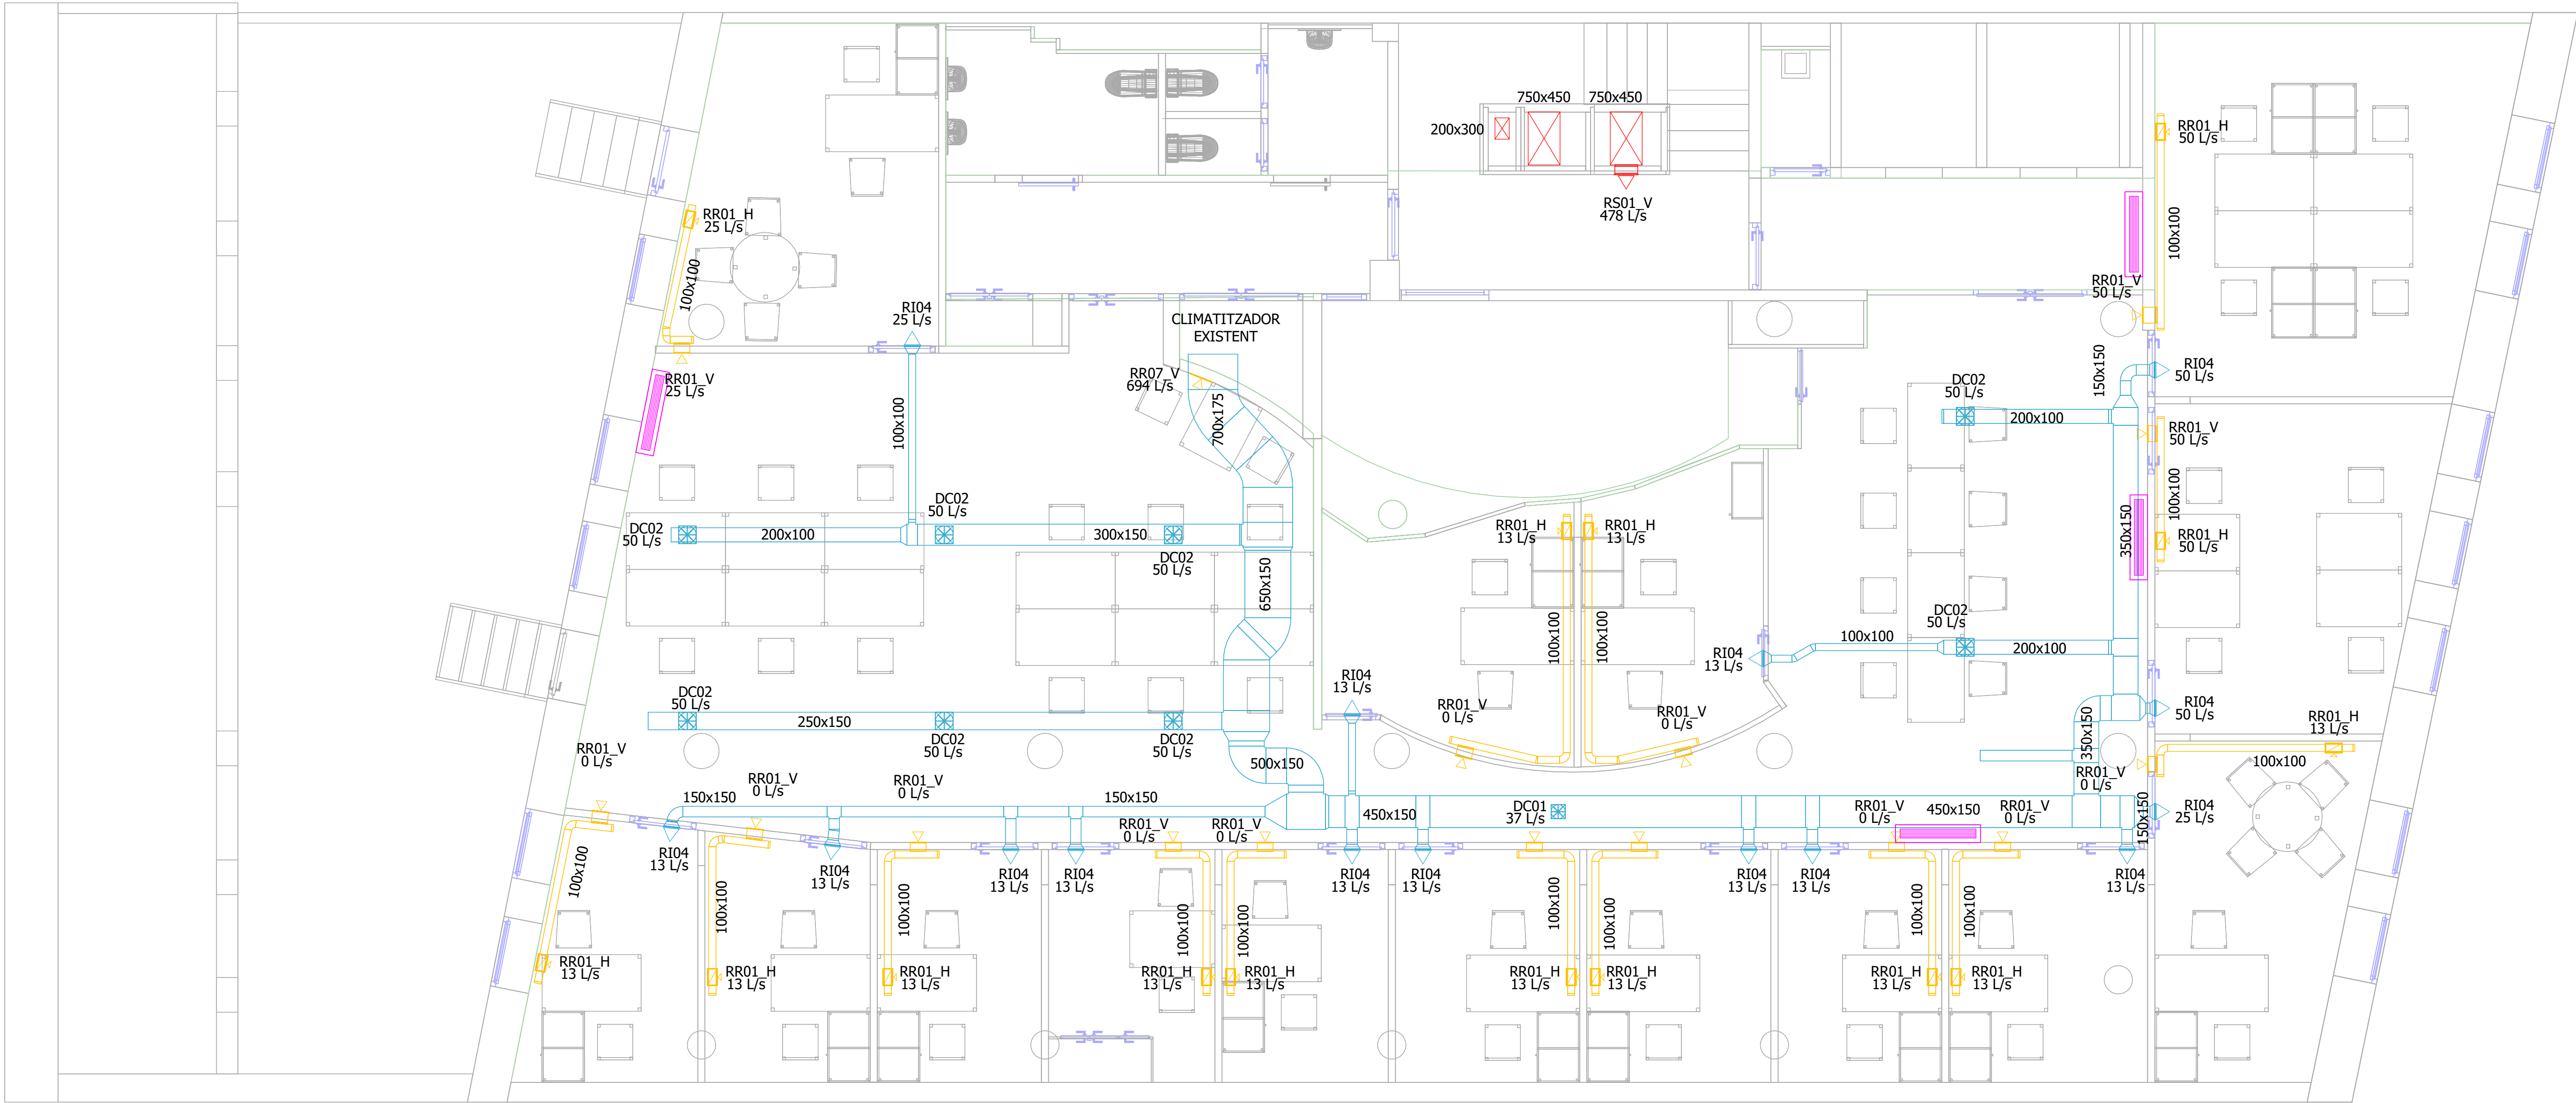 750x450
750x450
200x300
RS01_V
478 L/s
RR01_H
50 L/s
100x100
RR01_H
25 L/s
100x100
RR01_V
50 L/s
RI04
25 L/s
CLIMATITZADOR
EXISTENT
RR01_V
25 L/s
RR07_V
694 L/s
700x175
100x100
150x150
RI04
50 L/s
DC02
50 L/s
200x100
RR01_V
50 L/s
100x100
DC02
50 L/s
DC02
50 L/s
200x100
300x150
DC02
50 L/s
650x150
RR01_H
13 L/s
RR01_H
13 L/s
350x150
RR01_H
50 L/s
100x100
100x100
DC02
50 L/s
100x100
200x100
RI04
13 L/s
RI04
13 L/s
DC02
50 L/s
250x150
DC02
50 L/s
DC02
50 L/s
RR01_V
0 L/s
RR01_V
0 L/s
RI04
50 L/s
RR01_H
13 L/s
350x150
100x100
RR01_V
0 L/s
500x150
RR01_V
0 L/s
RR01_V
0 L/s
RR01_V
0 L/s
150x150
150x150
450x150
DC01
37 L/s
RR01_V
0 L/s
450x150
RR01_V
0 L/s
150x150
RI04
25 L/s
RR01_V
0 L/s
RR01_V
0 L/s
RI04
13 L/s
RI04
13 L/s
RI04
13 L/s
RI04
13 L/s
RI04
13 L/s
RI04
13 L/s
RI04
13 L/s
RI04
13 L/s
RI04
13 L/s
100x100
100x100
100x100
100x100
100x100
100x100
100x100
100x100
100x100
RR01_H
13 L/s
RR01_H
13 L/s
RR01_H
13 L/s
RR01_H
13 L/s
RR01_H
13 L/s
RR01_H
13 L/s
RR01_H
13 L/s
RR01_H
13 L/s
RR01_H
13 L/s